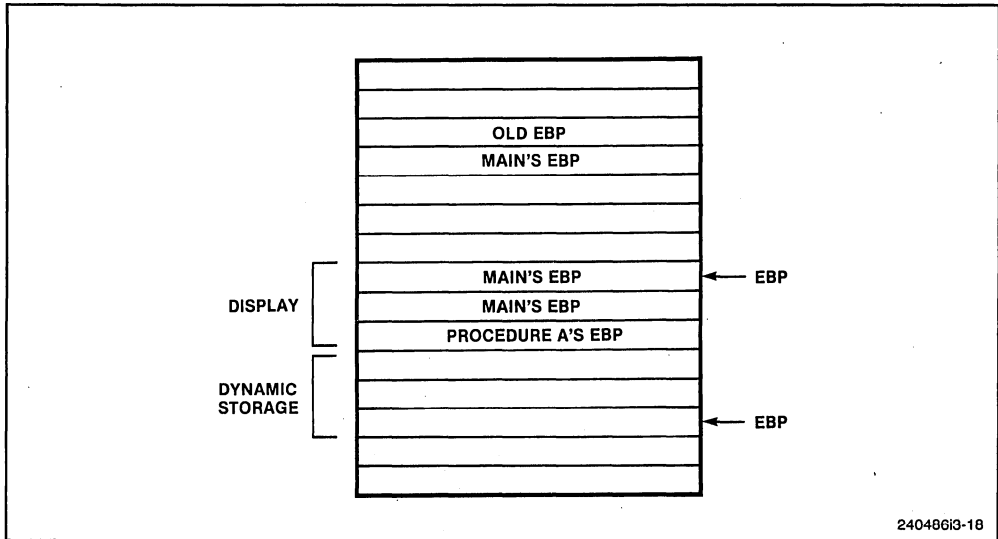 OLD EBP
MAIN'S EBP
MAIN'S EBP
EBP
DISPLAY
MAIN'S EBP
PROCEDURE A'S EBP
DYNAMIC
STORAGE
EBP
240486i3-18